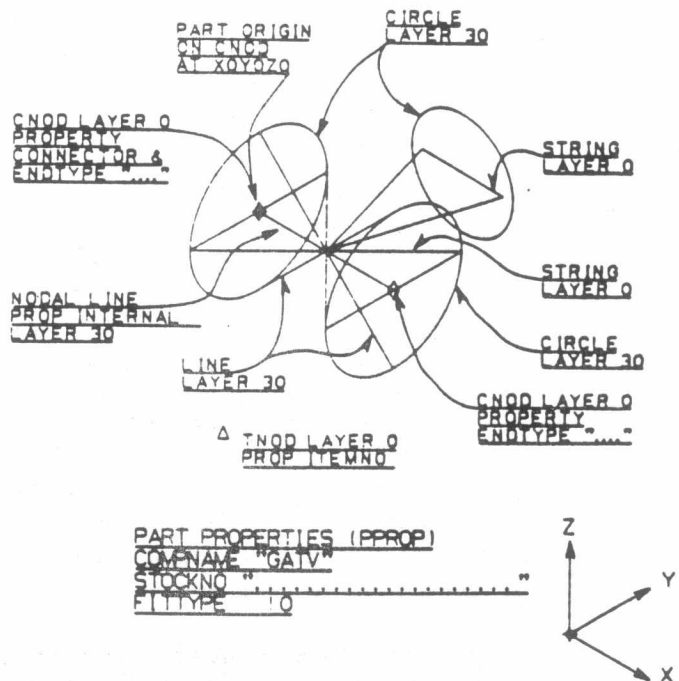 PART ORIGIN
ON CNOD
AT X0Y0Z0
CIRCLE
LAYER 30
CNOD LAYER 0
PROPERTY
CONNECTOR &
ENDTYPE "...."
STRING
LAYER 0
STRING
LAYER 0
NODAL LINE
PROP INTERNAL
LAYER 30
LINE
LAYER 30
CIRCLE
LAYER 30
CNOD LAYER 0
PROPERTY
ENDTYPE "...."
TNOD LAYER 0
PROP ITEMNO
PART PROPERTIES (PPROP)
COMPNAME "GATV"
STOCKNO "......................"
FITTYPE 10
Z
Y
X